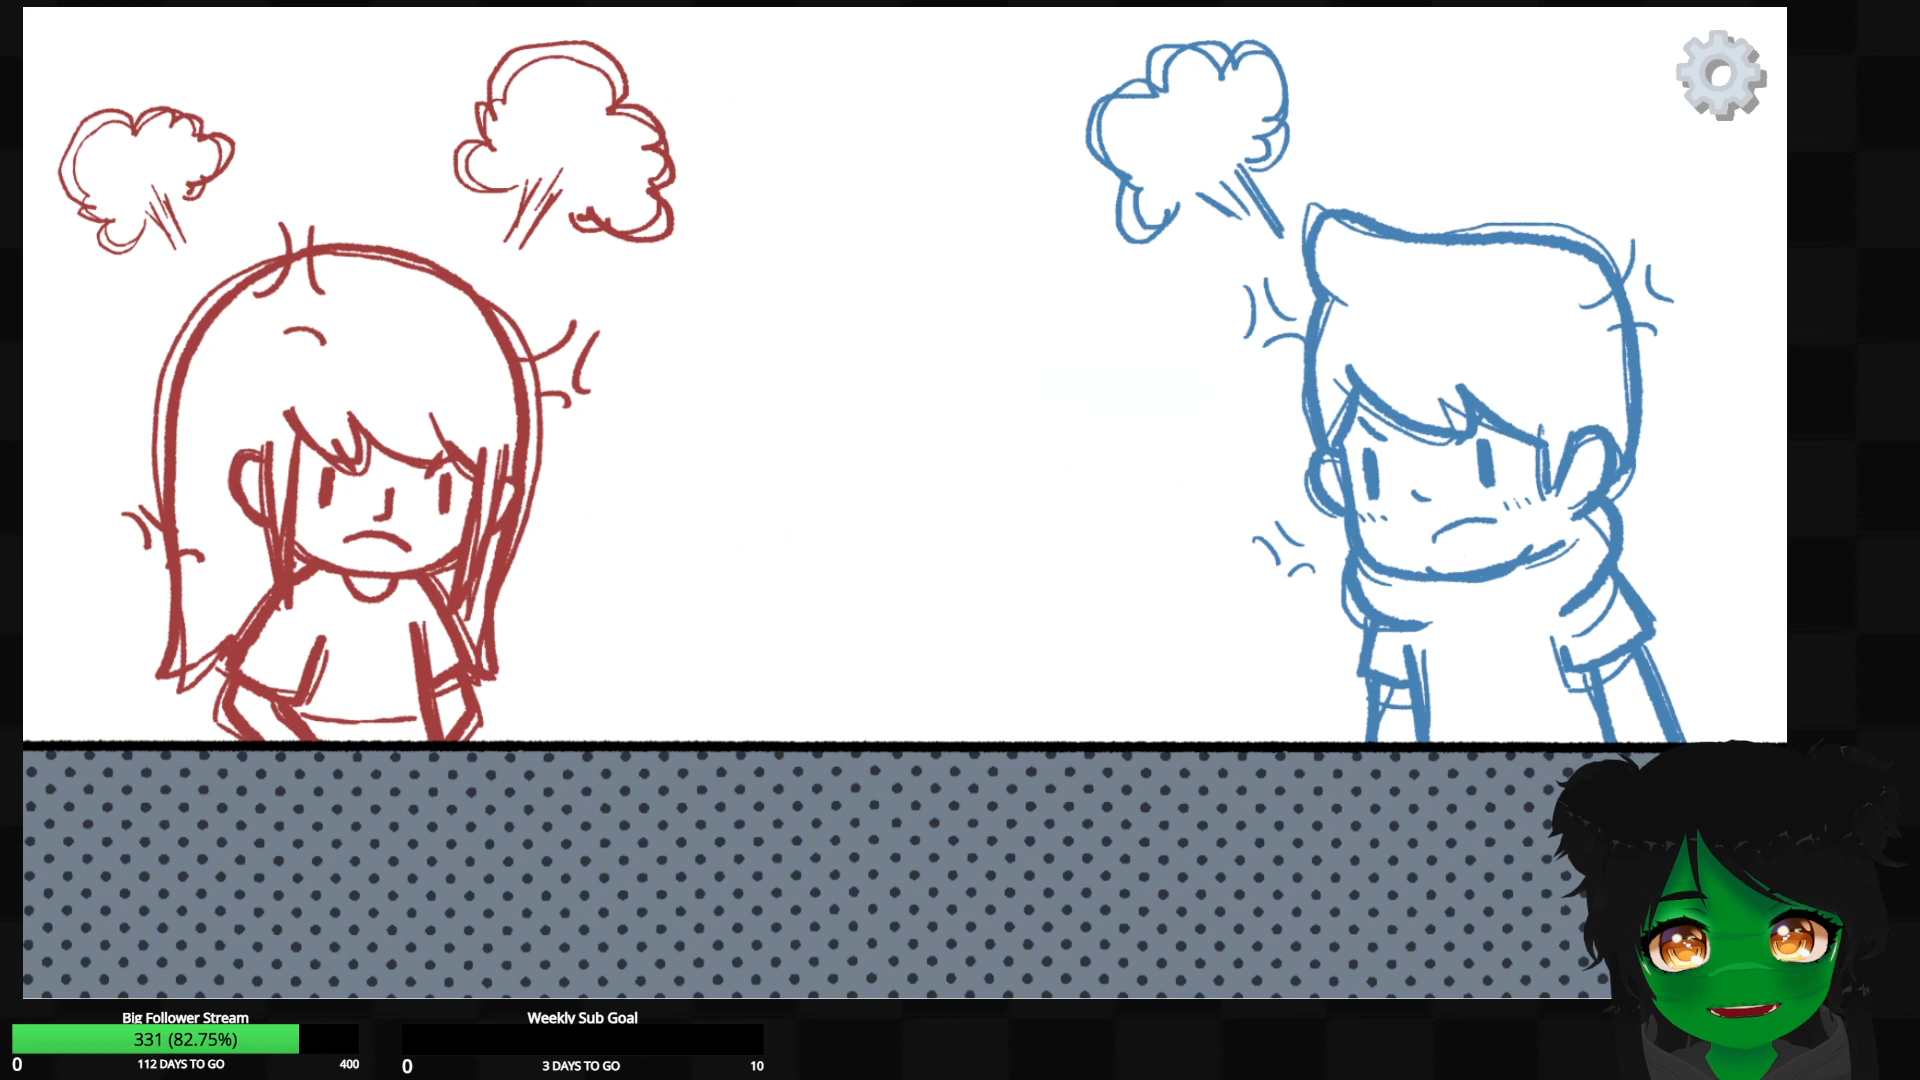 Big Follower Stream
331 (82.75%)
0
112 DAYS TO GO
400
Weekly Sub Goal
0
3 DAYS TO GO
10